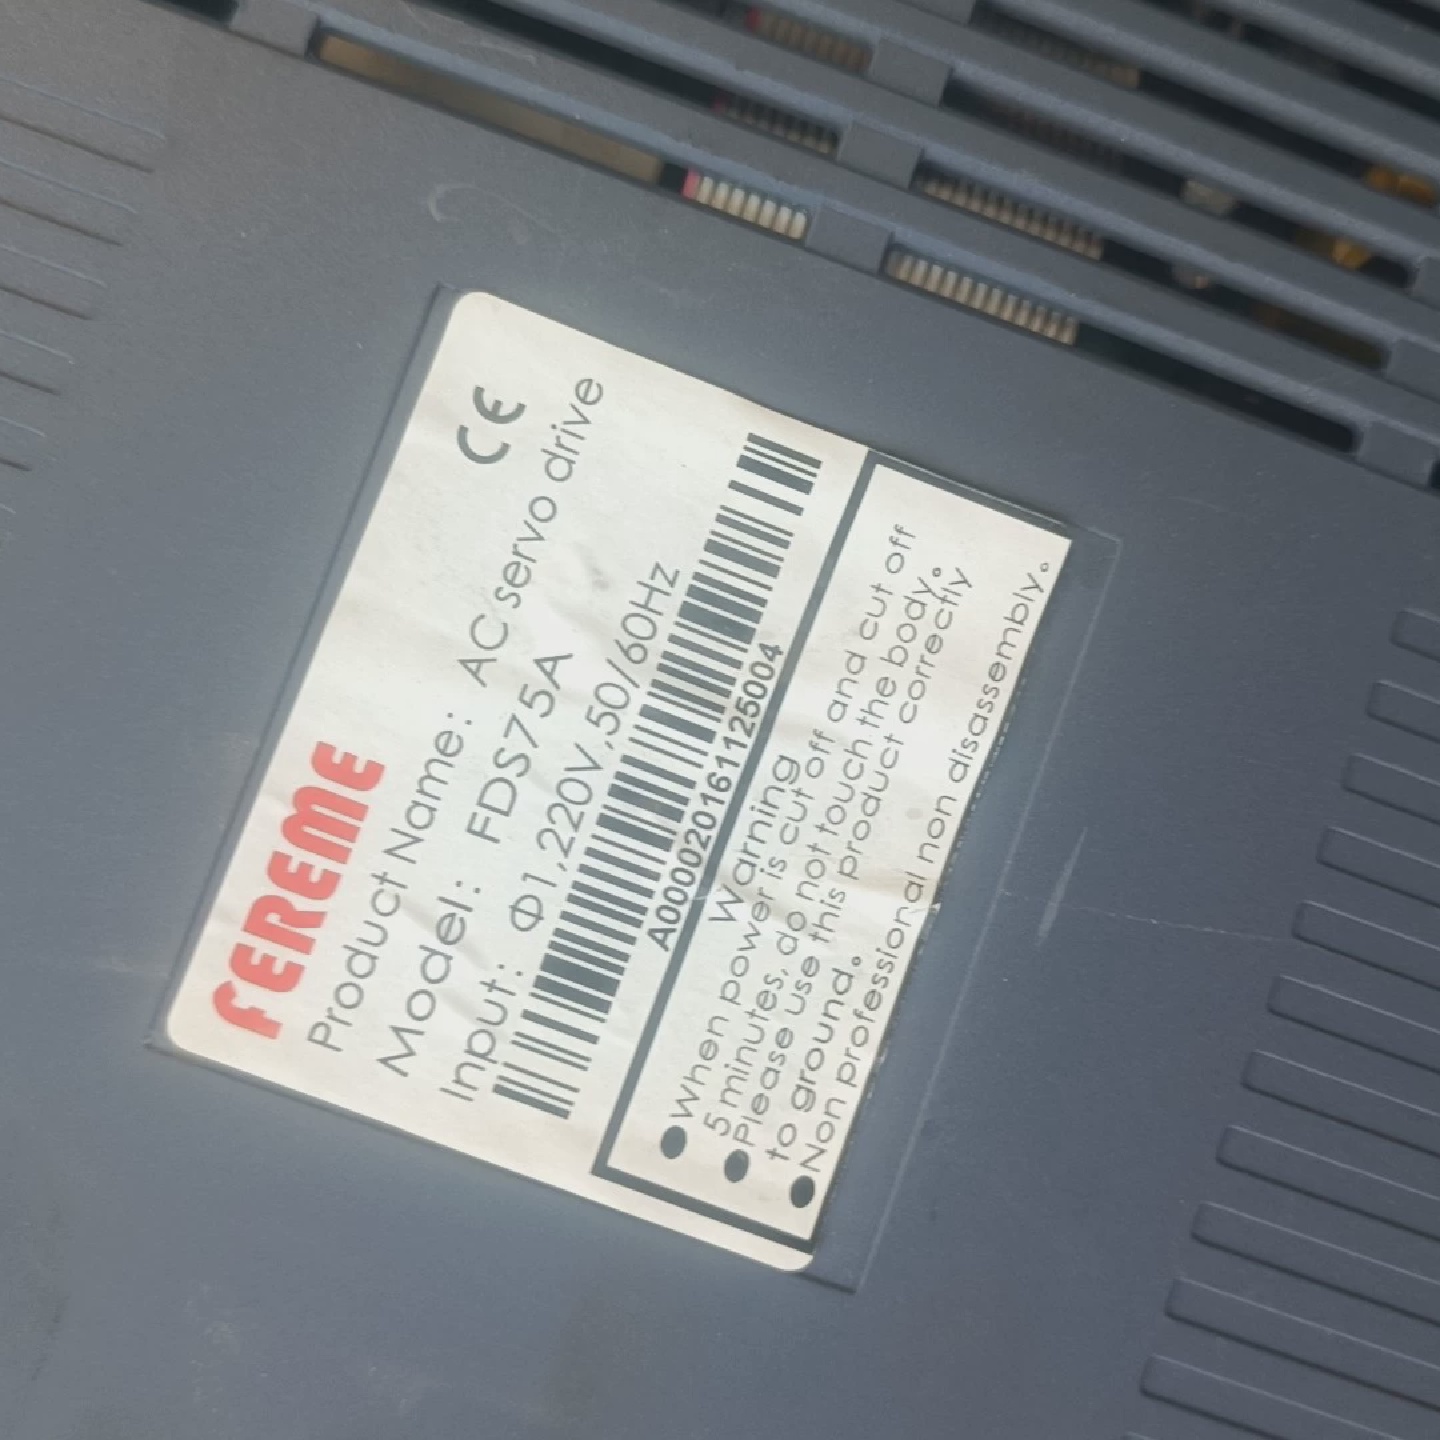 FEREME
CE
Product Name: AC servo drive
Model: FDS75A
Input: Φ1,220V,50/60Hz
A000020161125004
Warning
●When power is cut off and cut off
5 minutes, do not touch the body。
●Please use this product correctly
to ground。
●Non professional non disassembly.